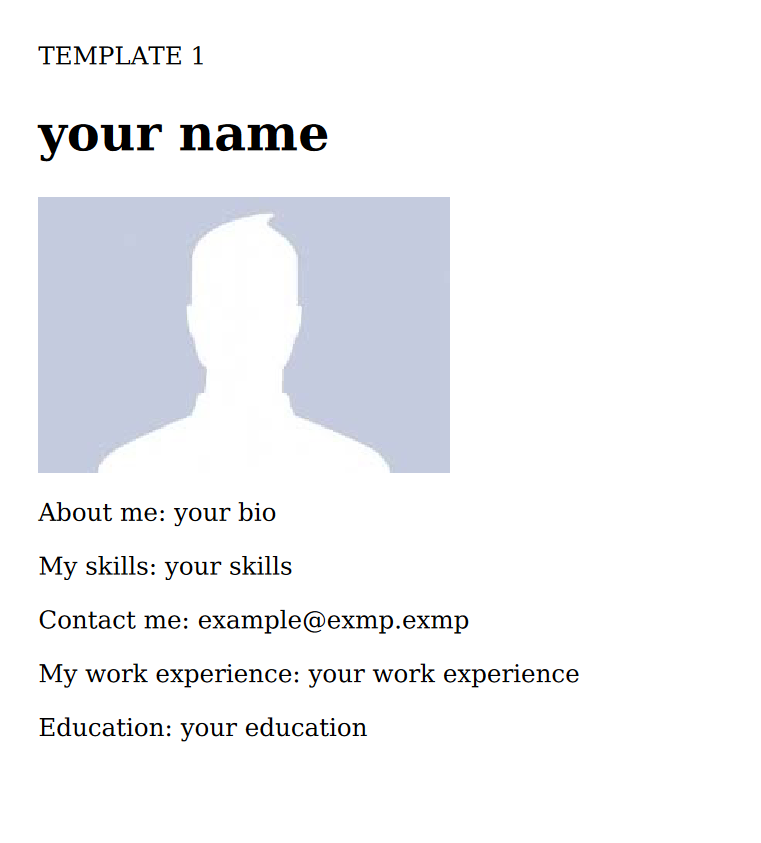 TEMPLATE 1
your name
About me: your bio
My skills: your skills
Contact me: example@exmp.exmp
My work experience: your work experience
Education: your education